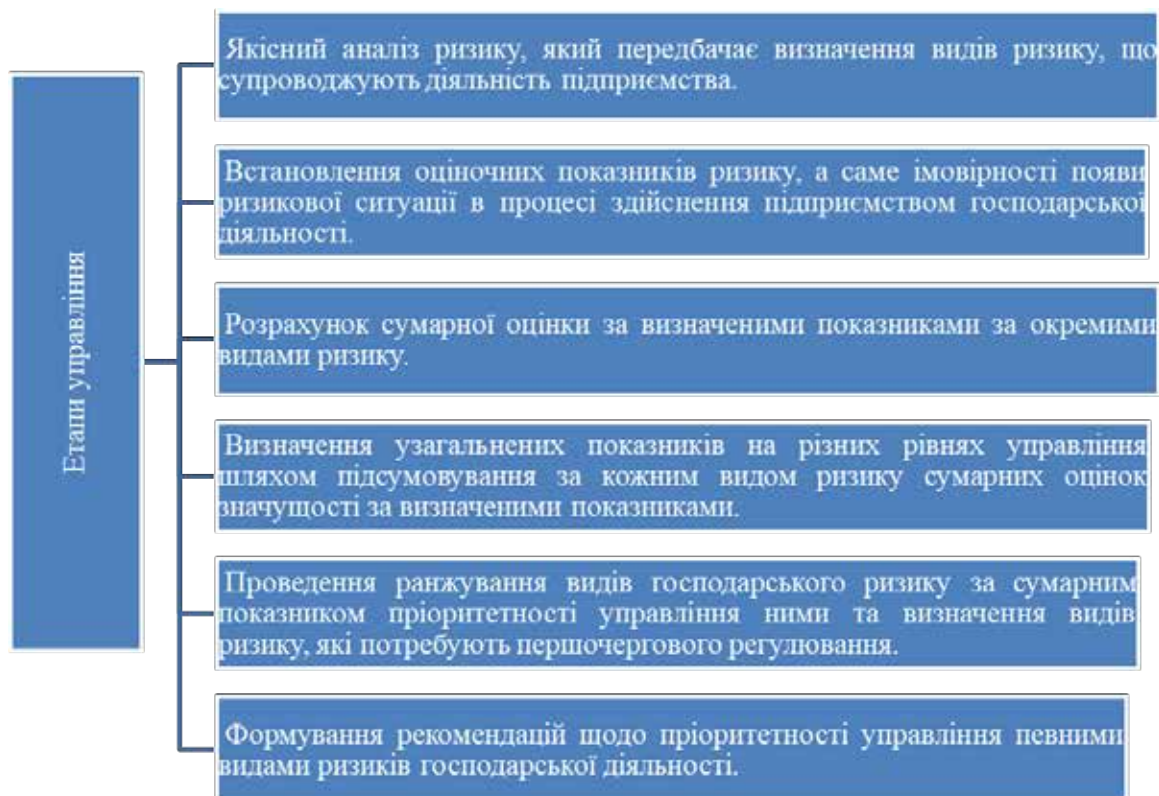 Етапи управління
Якісний аналіз ризику, який передбачає визначення видів ризику, що
супроводжують діяльність підприємства.
Встановлення оціночних показників ризику, а саме імовірності появи
ризикової ситуації в процесі здійснення підприємством господарської
діяльності.
Розрахунок сумарної оцінки за визначеними показниками за окремими
видами ризику.
Визначення узагальнених показників на різних рівнях управління
шляхом підсумовування за кожним видом ризику сумарних оцінок
значущості за визначеними показниками.
Проведення ранжування видів господарського ризику за сумарним
показником пріоритетності управління ними та визначення видів
ризику, які потребують першочергового регулювання.
Формування рекомендацій щодо пріоритетності управління певними
видами ризиків господарської діяльності.